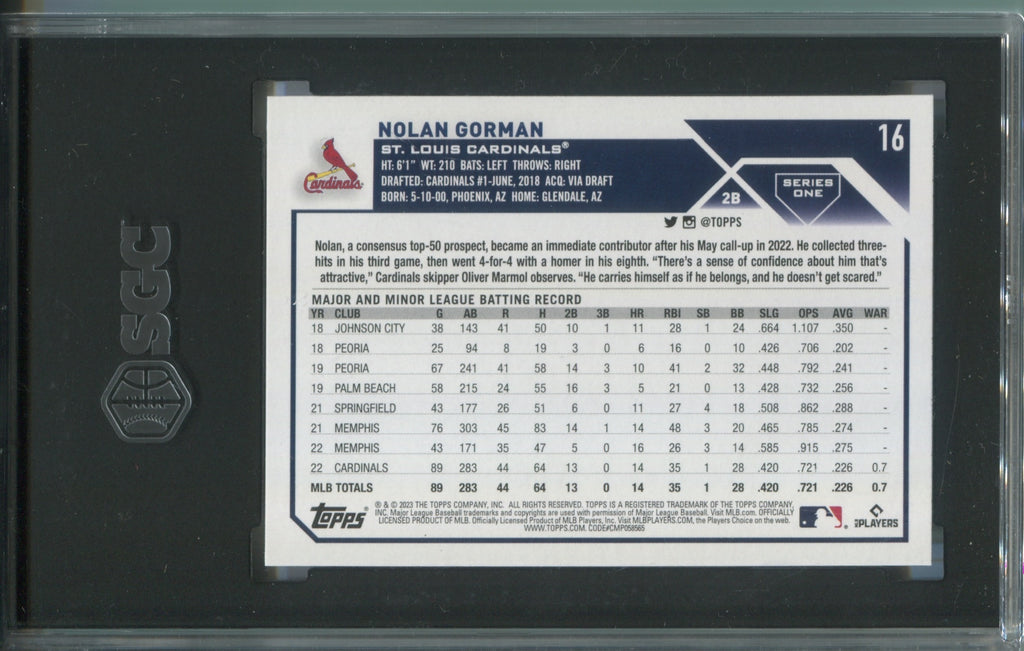 SGC
Cardinals
NOLAN GORMAN
16
ST. LOUIS CARDINALS®
HT: 6'1" WT: 210 BATS: LEFT THROWS: RIGHT
DRAFTED: CARDINALS #1-JUNE, 2018 ACQ: VIA DRAFT
BORN: 5-10-00, PHOENIX, AZ HOME: GLENDALE, AZ
2B
SERIES
ONE
@TOPPS
Nolan, a consensus top-50 prospect, became an immediate contributor after his May call-up in 2022. He collected three-
hits in his third game, then went 4-for-4 with a homer in his eighth. “There's a sense of confidence about him that's
attractive,” Cardinals skipper Oliver Marmol observes. “He carries himself as if he belongs, and he doesn't get scared.”
MAJOR AND MINOR LEAGUE BATTING RECORD
YR CLUB G AB R H 2B 3B HR RBI SB BB SLG OPS AVG WAR
18 JOHNSON CITY 38 143 41 50 10 1 11 28 1 24 .664 1.107 .350 -
18 PEORIA 25 94 8 19 3 0 6 16 0 10 .426 .706 .202 -
19 PEORIA 67 241 41 58 14 3 10 41 2 32 .448 .792 .241 -
19 PALM BEACH 58 215 24 55 16 3 5 21 0 13 .428 .732 .256 -
21 SPRINGFIELD 43 177 26 51 6 0 11 27 4 18 .508 .862 .288 -
21 MEMPHIS 76 303 45 83 14 1 14 48 3 20 .465 .785 .274 -
22 MEMPHIS 43 171 35 47 5 0 16 26 3 14 .585 .915 .275 -
22 CARDINALS 89 283 44 64 13 0 14 35 1 28 .420 .721 .226 0.7
MLB TOTALS 89 283 44 64 13 0 14 35 1 28 .420 .721 .226 0.7
Topps®
® & © 2023 THE TOPPS COMPANY, INC. ALL RIGHTS RESERVED. TOPPS IS A REGISTERED TRADEMARK OF THE TOPPS COMPANY,
INC. Major League Baseball trademarks and copyrights are used with permission of Major League Baseball. Visit MLB.com. OFFICIALLY
LICENSED PRODUCT OF MLB. Officially Licensed Product of MLB Players, Inc. Visit MLBPLAYERS.COM, the Players Choice on the web.
WWW.TOPPS.COM. CODE#CMP058565
PLAYERS